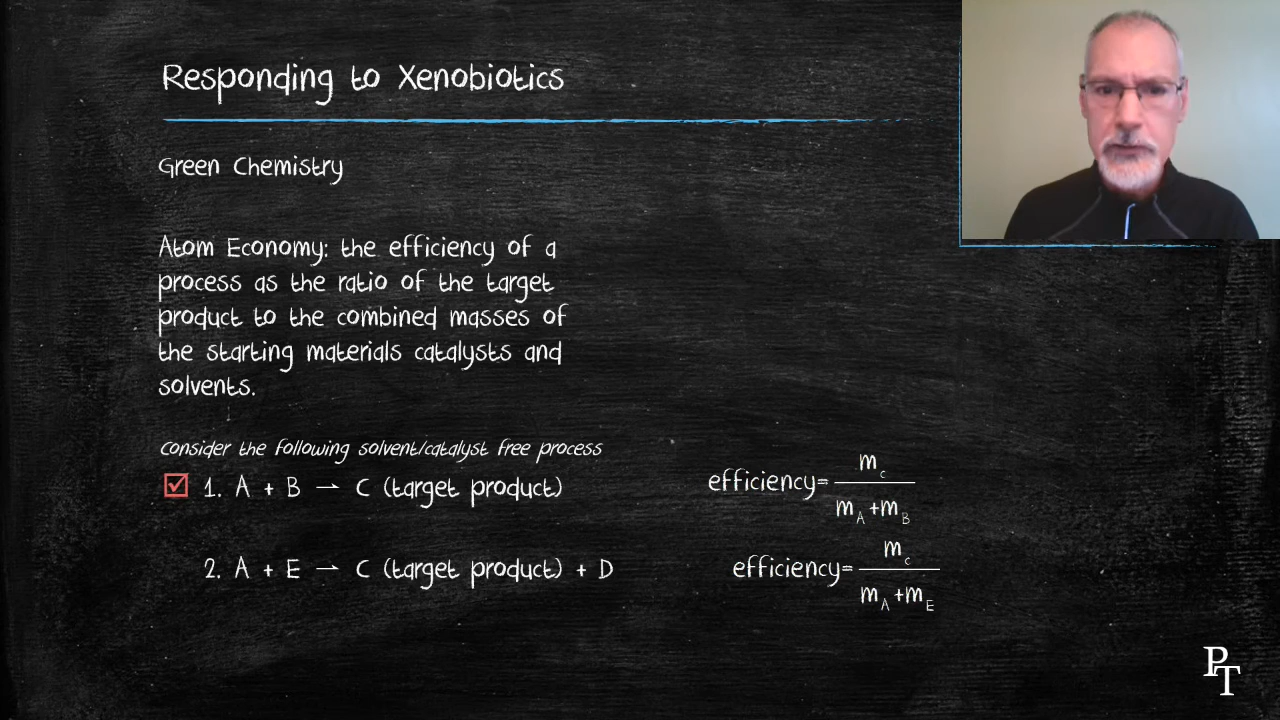 Responding to Xenobiotics
Green Chemistry
Atom Economy: the efficiency of a
process as the ratio of the target
product to the combined masses of
the starting materials catalysts and
solvents.
Consider the following solvent/catalyst free process
1. A + B → C (target product)
efficiency= m_c / m_A+m_B
2. A + E → C (target product) + D
efficiency= m_c / m_A+m_E
PT